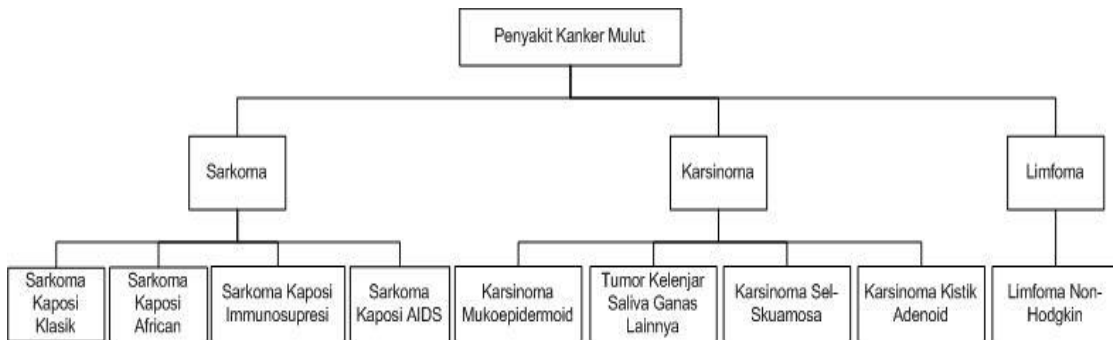 Penyakit Kanker Mulut
Sarkoma
Karsinoma
Limfoma
Sarkoma
Kaposi
Klasik
Sarkoma
Kaposi
African
Sarkoma Kaposi
Immunosupresi
Sarkoma
Kaposi AIDS
Karsinoma
Mukoepidermoid
Tumor Kelenjar
Saliva Ganas
Lainnya
Karsinoma Sel-
Skuamosa
Karsinoma Kistik
Adenoid
Limfoma Non-
Hodgkin